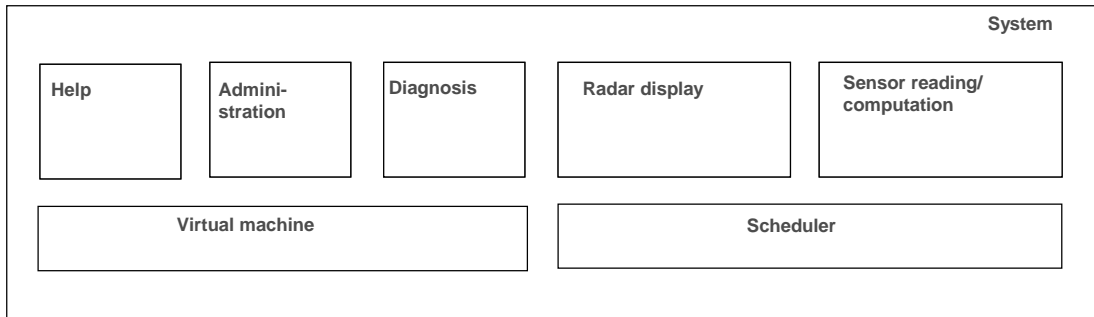 System
Help
Admini-
stration
Diagnosis
Radar display
Sensor reading/
computation
Virtual machine
Scheduler